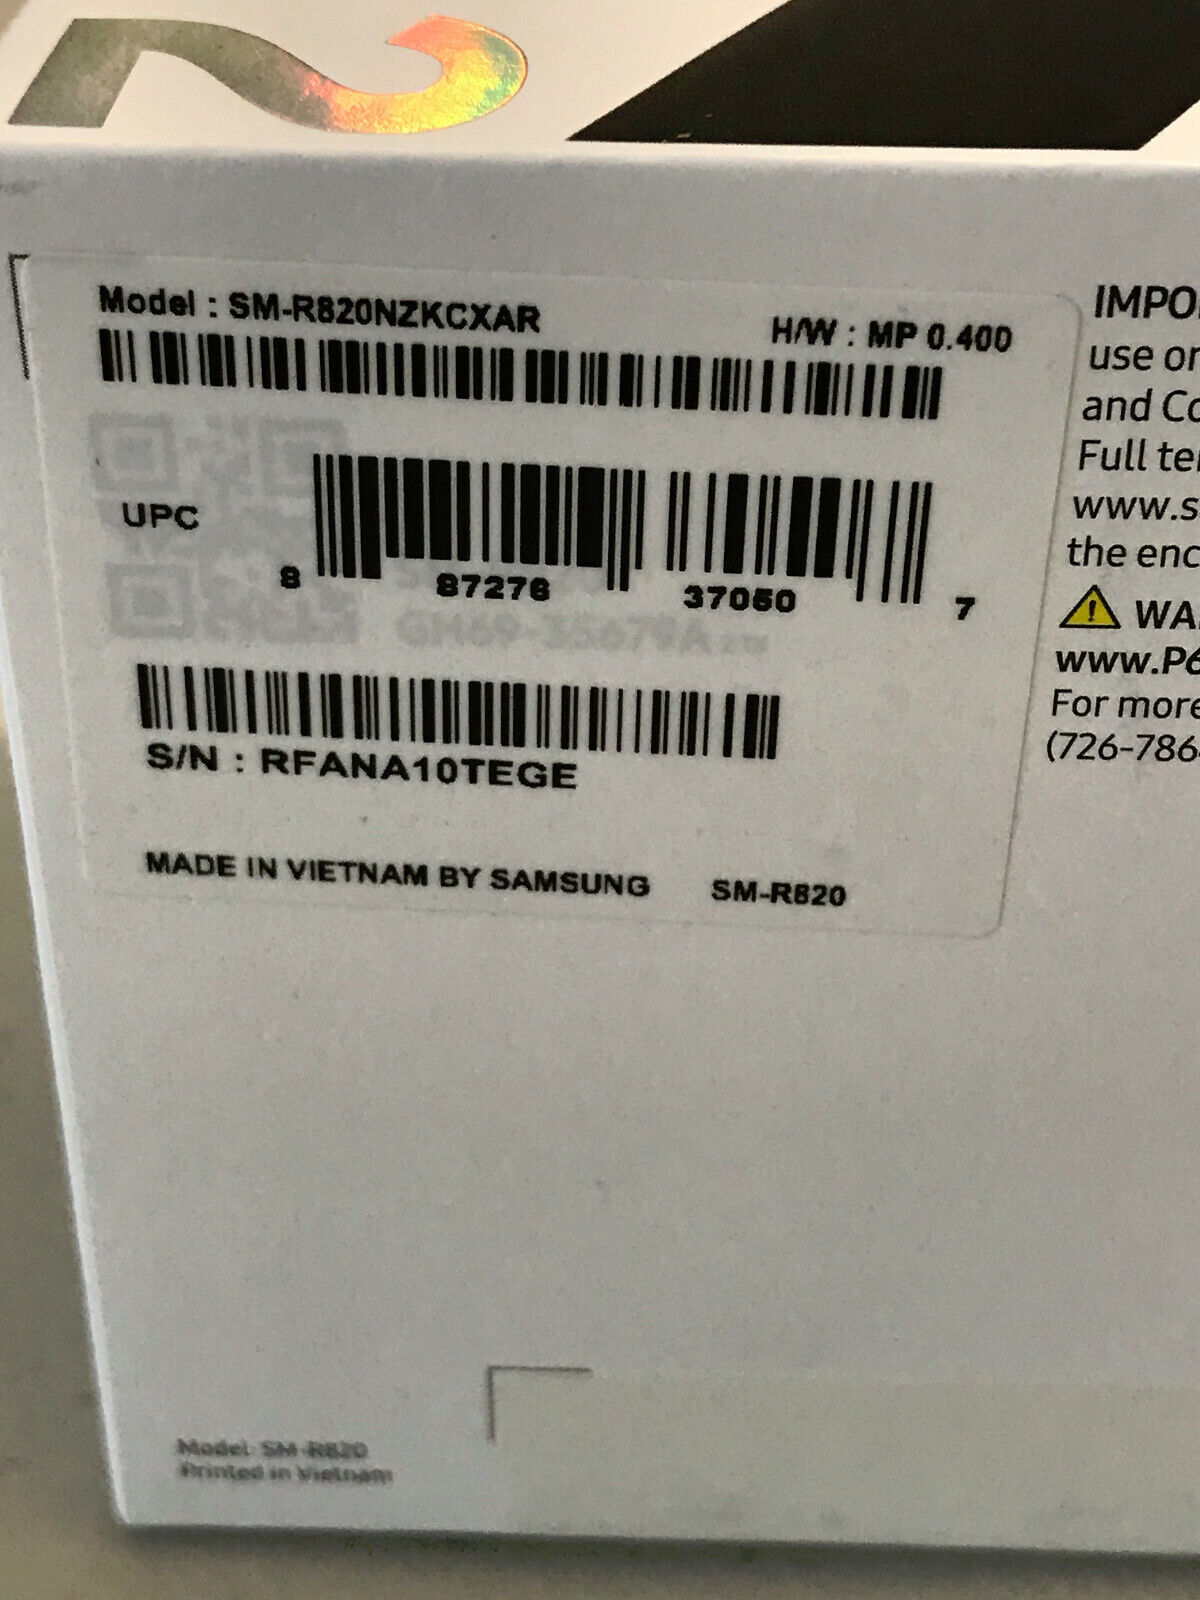 2
Model : SM-R820NZKCXAR
H/W : MP 0.400
UPC
8 87276 37050 7
S/N : RFANA10TEGE
MADE IN VIETNAM BY SAMSUNG SM-R820
IMPO
use or
and Co
Full te
www.s
the enc
WA
www.P6
For more
(726-786
Model: SM-R820
Printed in Vietnam